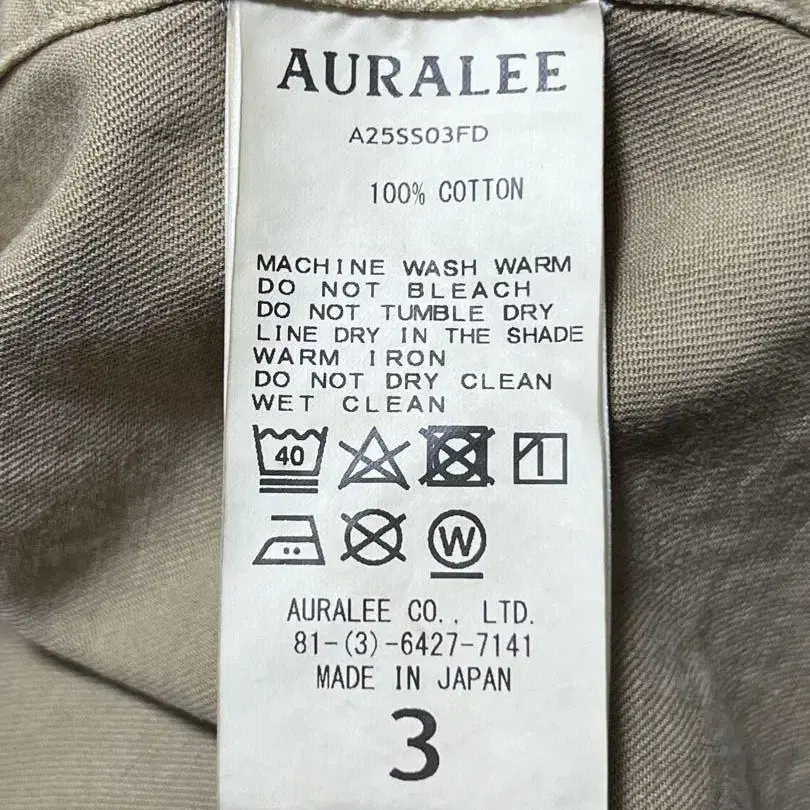 AURALEE
A25SS03FD
100% COTTON
MACHINE WASH WARM
DO NOT BLEACH
DO NOT TUMBLE DRY
LINE DRY IN THE SHADE
WARM IRON
DO NOT DRY CLEAN
WET CLEAN
40
W
AURALEE CO., LTD.
81-(3)-6427-7141
MADE IN JAPAN
3